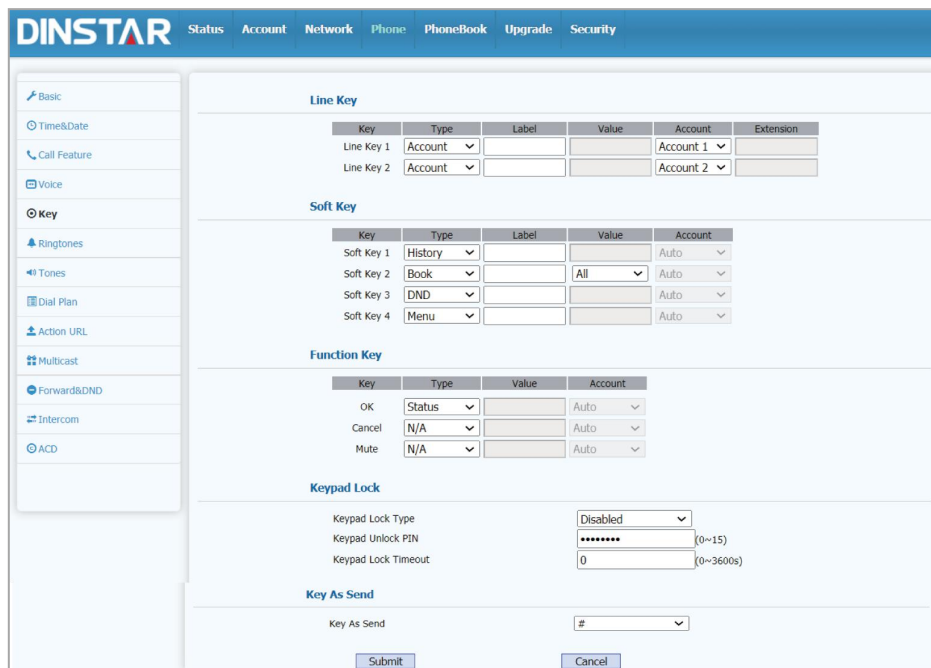 DINSTAR Status Account Network Phone PhoneBook Upgrade Security
Basic
Time&Date
Call Feature
Voice
Key
Ringtones
Tones
Dial Plan
Action URL
Multicast
Forward&DND
Intercom
ACD
Line Key
Key Type Label Value Account Extension
Line Key 1 Account Account 1
Line Key 2 Account Account 2
Soft Key
Key Type Label Value Account
Soft Key 1 History Auto
Soft Key 2 Book All Auto
Soft Key 3 DND Auto
Soft Key 4 Menu Auto
Function Key
Key Type Value Account
OK Status Auto
Cancel N/A Auto
Mute N/A Auto
Keypad Lock
Keypad Lock Type Disabled
Keypad Unlock PIN •••••••• (0~15)
Keypad Lock Timeout 0 (0~3600s)
Key As Send
Key As Send #
Submit Cancel